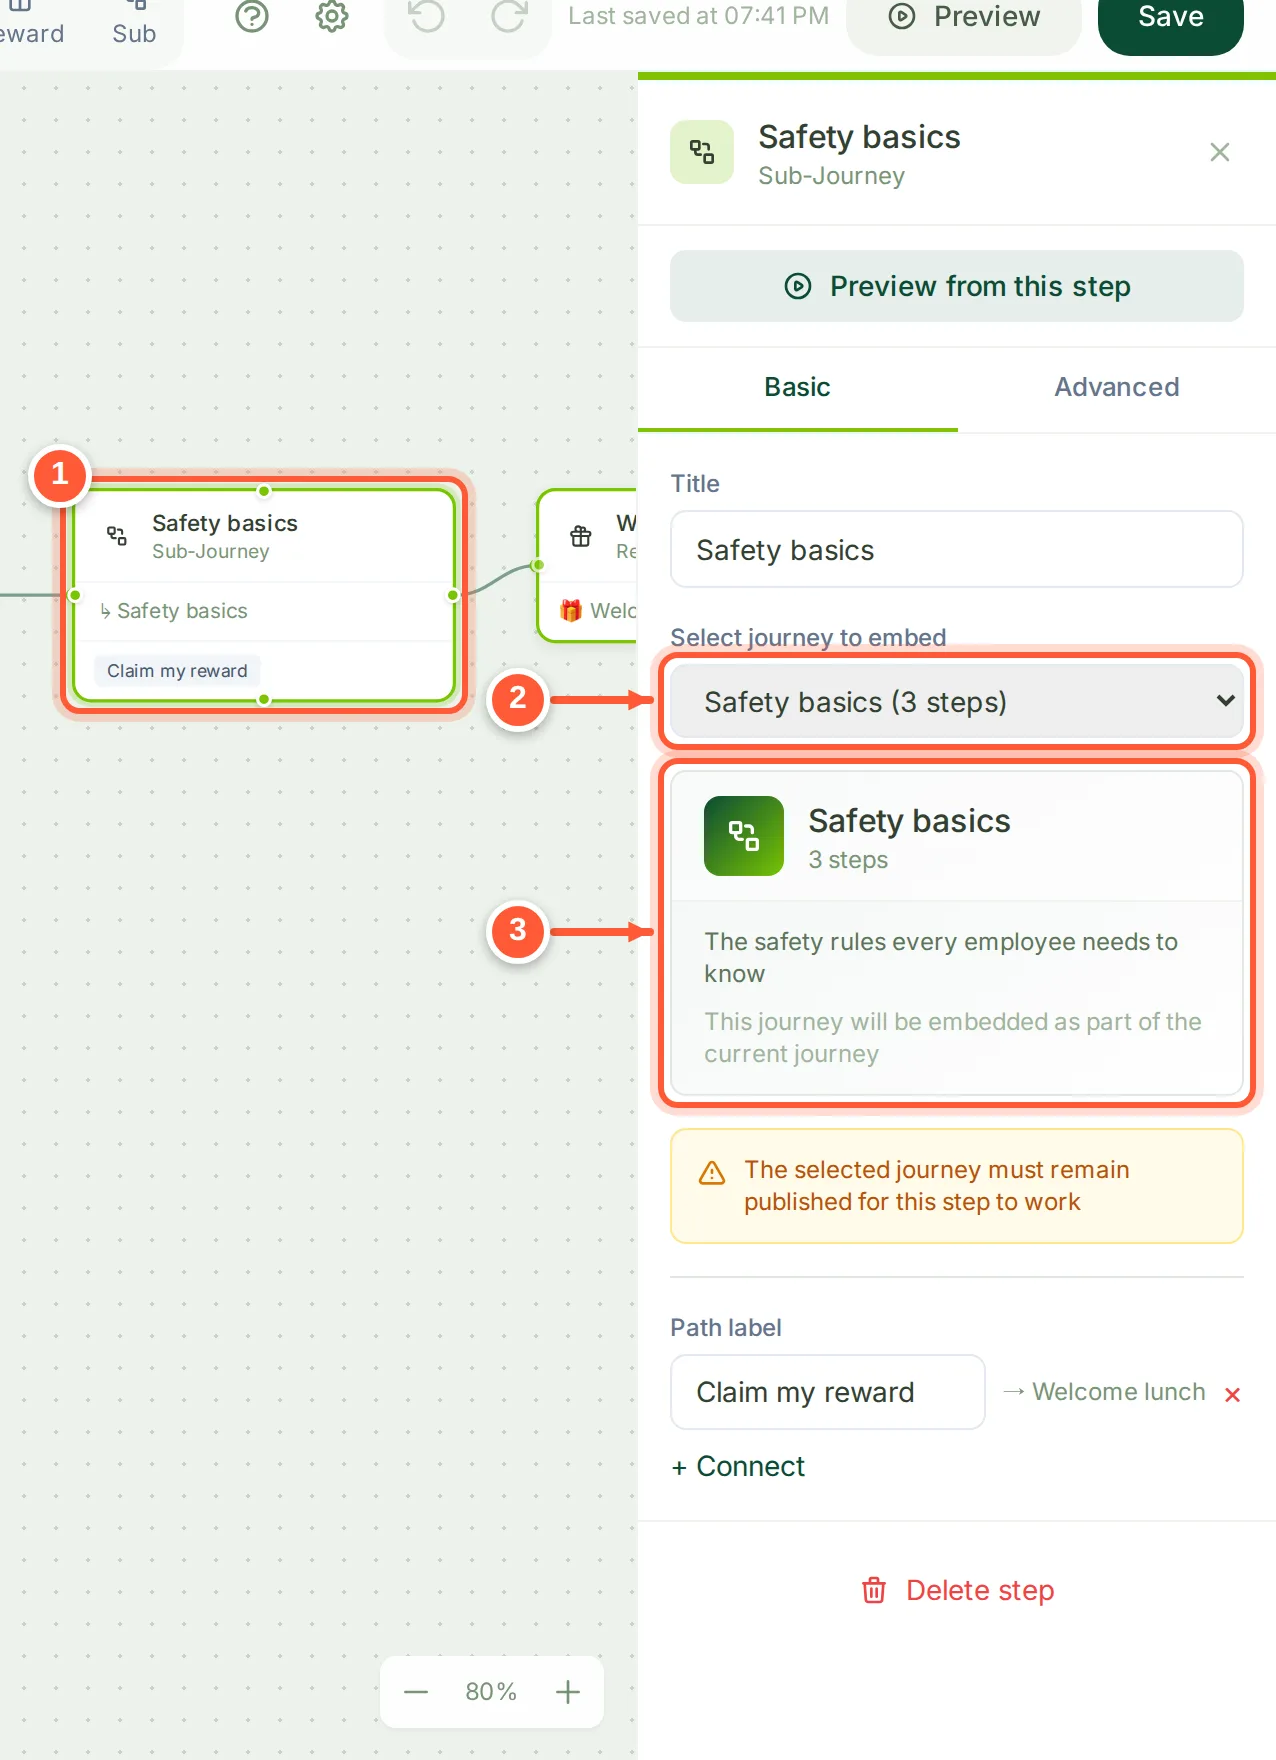 eward
Sub
Last saved at 07:41 PM
Preview
Save
Safety basics
Sub-Journey
Preview from this step
Basic
Advanced
1
Safety basics
Sub-Journey
↳ Safety basics
Claim my reward
W
Re
🎁 Welc
Title
Safety basics
Select journey to embed
2
Safety basics (3 steps)
Safety basics
3 steps
3
The safety rules every employee needs to
know
This journey will be embedded as part of the
current journey
The selected journey must remain
published for this step to work
Path label
Claim my reward
→ Welcome lunch
+ Connect
Delete step
80%